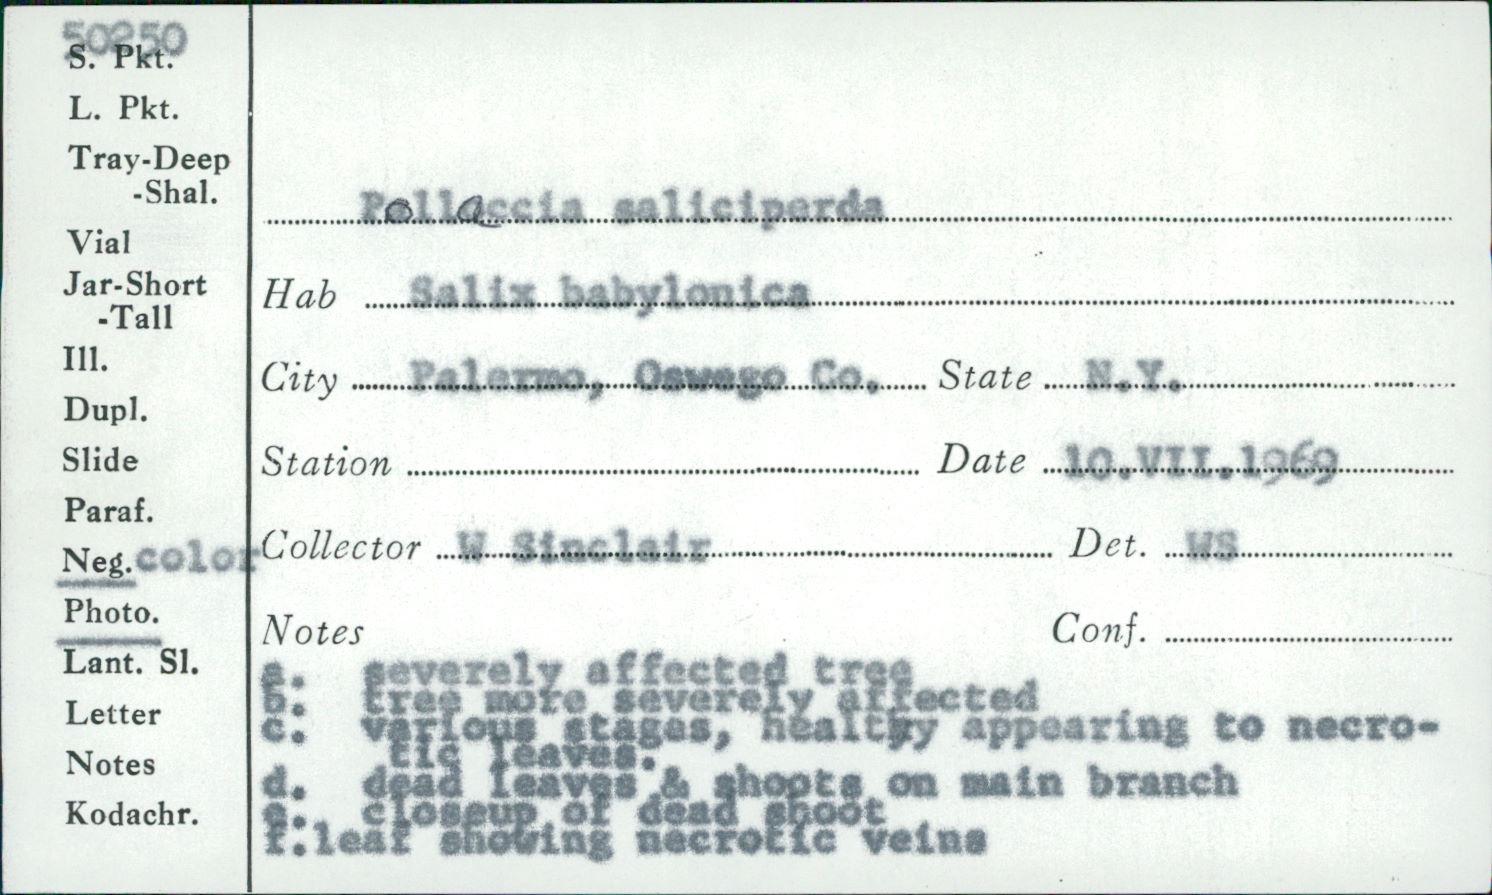 50250
S. Pkt.
L. Pkt.
Tray-Deep
-Shal.
Vial
Jar-Short
-Tall
Ill.
Dupl.
Slide
Paraf.
Neg. color
Photo.
Lant. Sl.
Letter
Notes
Kodachr.
Pollaccia saliciperda
Hab Salix babylonica
City Palermo, Oswego Co. State N.Y.
Station Date 10.VII.1969
Collector W Sinclair Det. WS
Notes Conf.
a. severely affected tree
b. tree more severely affected
c. various stages, healthy appearing to necro-
tic leaves.
d. dead leaves & shoots on main branch
e. closeup of dead shoot
f. leaf showing necrotic veins